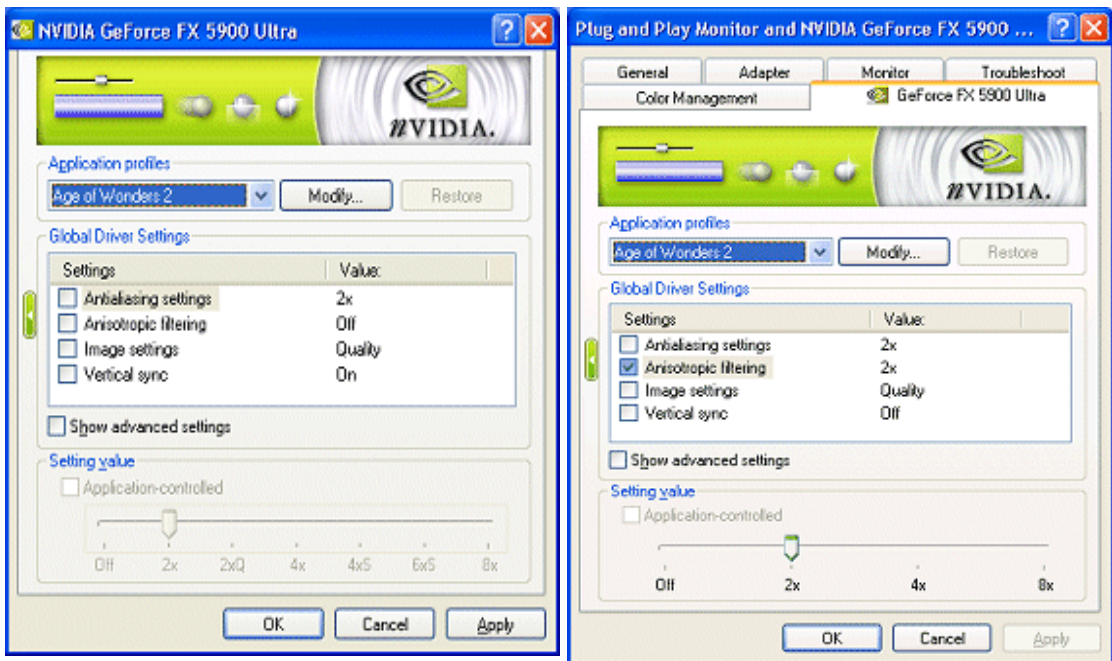 NVIDIA GeForce FX 5900 Ultra
nVIDIA.
Application profiles
Age of Wonders 2
Modify...
Restore
Global Driver Settings
Settings Value:
Antialiasing settings 2x
Anisotropic filtering Off
Image settings Quality
Vertical sync On
Show advanced settings
Setting value
Application-controlled
Off 2x 2xQ 4x 4xS 6xS 8x
OK Cancel Apply
Plug and Play Monitor and NVIDIA GeForce FX 5900 ...
General Adapter Monitor Troubleshoot
Color Management GeForce FX 5900 Ultra
nVIDIA.
Application profiles
Age of Wonders 2
Modify...
Restore
Global Driver Settings
Settings Value:
Antialiasing settings 2x
Anisotropic filtering 2x
Image settings Quality
Vertical sync Off
Show advanced settings
Setting value
Application-controlled
Off 2x 4x 8x
OK Cancel Apply